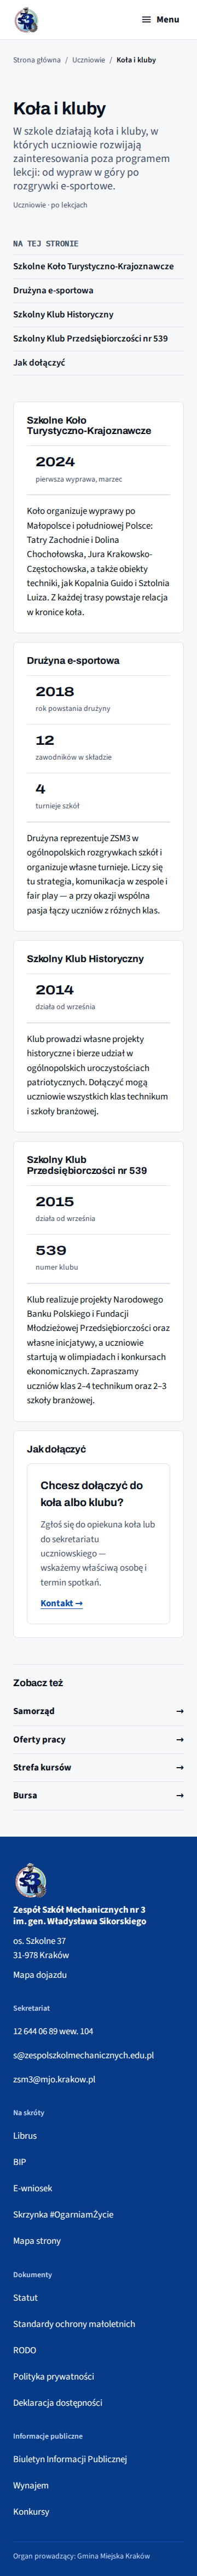 Menu
Strona główna / Uczniowie / Koła i kluby
Koła i kluby
W szkole działają koła i kluby, w
których uczniowie rozwijają
zainteresowania poza programem
lekcji: od wypraw w góry po
rozgrywki e-sportowe.
Uczniowie · po lekcjach
NA TEJ STRONIE
Szkolne Koło Turystyczno-Krajoznawcze
Drużyna e-sportowa
Szkolny Klub Historyczny
Szkolny Klub Przedsiębiorczości nr 539
Jak dołączyć
Szkolne Koło
Turystyczno-Krajoznawcze
2024
pierwsza wyprawa, marzec
Koło organizuje wyprawy po
Małopolsce i południowej Polsce:
Tatry Zachodnie i Dolina
Chochołowska, Jura Krakowsko-
Częstochowska, a także obiekty
techniki, jak Kopalnia Guido i Sztolnia
Luiza. Z każdej trasy powstaje relacja
w kronice koła.
Drużyna e-sportowa
2018
rok powstania drużyny
12
zawodników w składzie
4
turnieje szkół
Drużyna reprezentuje ZSM3 w
ogólnopolskich rozgrywkach szkół i
organizuje własne turnieje. Liczy się
tu strategia, komunikacja w zespole i
fair play — a przy okazji wspólna
pasja łączy uczniów z różnych klas.
Szkolny Klub Historyczny
2014
działa od września
Klub prowadzi własne projekty
historyczne i bierze udział w
ogólnopolskich uroczystościach
patriotycznych. Dołączyć mogą
uczniowie wszystkich klas technikum
i szkoły branżowej.
Szkolny Klub
Przedsiębiorczości nr 539
2015
działa od września
539
numer klubu
Klub realizuje projekty Narodowego
Banku Polskiego i Fundacji
Młodzieżowej Przedsiębiorczości oraz
własne inicjatywy, a uczniowie
startują w olimpiadach i konkursach
ekonomicznych. Zapraszamy
uczniów klas 2–4 technikum oraz 2–3
szkoły branżowej.
Jak dołączyć
Chcesz dołączyć do
koła albo klubu?
Zgłoś się do opiekuna koła lub
do sekretariatu
uczniowskiego —
wskażemy właściwą osobę i
termin spotkań.
Kontakt →
Zobacz też
Samorząd →
Oferty pracy →
Strefa kursów →
Bursa →
Zespół Szkół Mechanicznych nr 3
im. gen. Władysława Sikorskiego
os. Szkolne 37
31-978 Kraków
Mapa dojazdu
Sekretariat
12 644 06 89 wew. 104
s@zespolszkolmechanicznych.edu.pl
zsm3@mjo.krakow.pl
Na skróty
Librus
BIP
E-wniosek
Skrzynka #OgarniamŻycie
Mapa strony
Dokumenty
Statut
Standardy ochrony małoletnich
RODO
Polityka prywatności
Deklaracja dostępności
Informacje publiczne
Biuletyn Informacji Publicznej
Wynajem
Konkursy
Organ prowadzący: Gmina Miejska Kraków